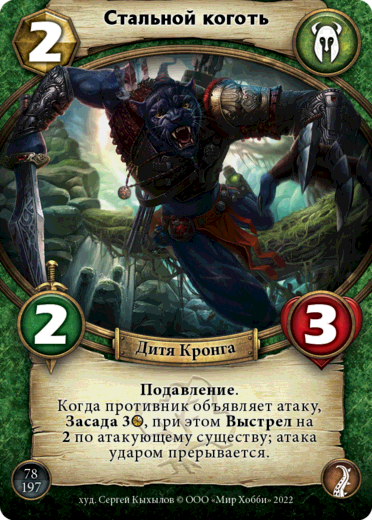 Стальной коготь
2
2
3
Дитя Кронга
Подавление.
Когда противник объявляет атаку,
Засада 3, при этом Выстрел на
2 по атакующему существу; атака
ударом прерывается.
78
197
худ. Сергей Кыхылов © ООО «Мир Хобби» 2022